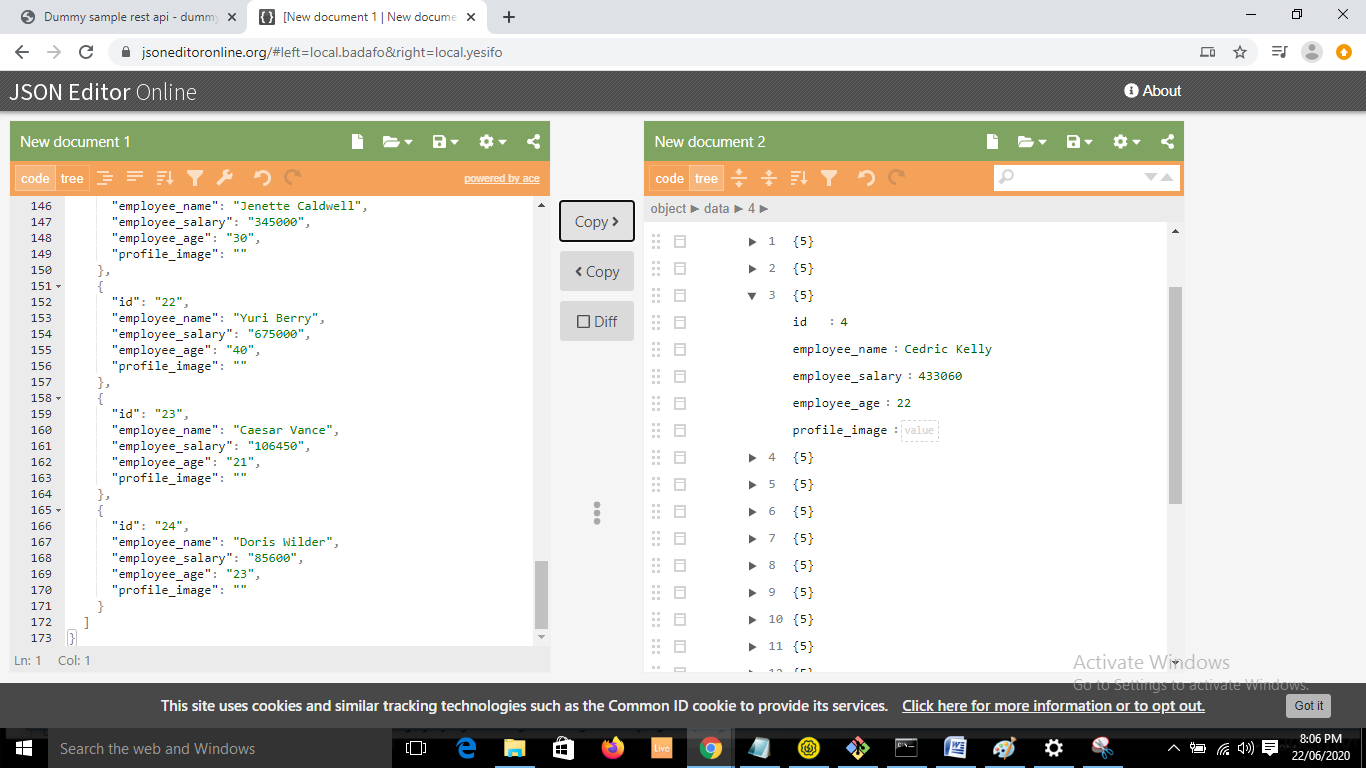 Dummy sample rest api - dummy
[New document 1 | New docume
jsoneditoronline.org/#left=local.badafo&right=local.yesifo
JSON Editor Online
About
New document 1
code tree
powered by ace
146 "employee_name": "Jenette Caldwell",
147 "employee_salary": "345000",
148 "employee_age": "30",
149 "profile_image": ""
150 },
151 {
152 "id": "22",
153 "employee_name": "Yuri Berry",
154 "employee_salary": "675000",
155 "employee_age": "40",
156 "profile_image": ""
157 },
158 {
159 "id": "23",
160 "employee_name": "Caesar Vance",
161 "employee_salary": "106450",
162 "employee_age": "21",
163 "profile_image": ""
164 },
165 {
166 "id": "24",
167 "employee_name": "Doris Wilder",
168 "employee_salary": "85600",
169 "employee_age": "23",
170 "profile_image": ""
171 }
172 ]
173 }
Ln: 1 Col: 1
Copy >
< Copy
Diff
New document 2
code tree
object ► data ► 4 ►
1 {5}
2 {5}
3 {5}
id : 4
employee_name : Cedric Kelly
employee_salary : 433060
employee_age : 22
profile_image : value
4 {5}
5 {5}
6 {5}
7 {5}
8 {5}
9 {5}
10 {5}
11 {5}
Activate Windows
Go to Settings to activate Windows.
This site uses cookies and similar tracking technologies such as the Common ID cookie to provide its services. Click here for more information or to opt out.
Got it
Search the web and Windows
Live
8:06 PM
22/06/2020